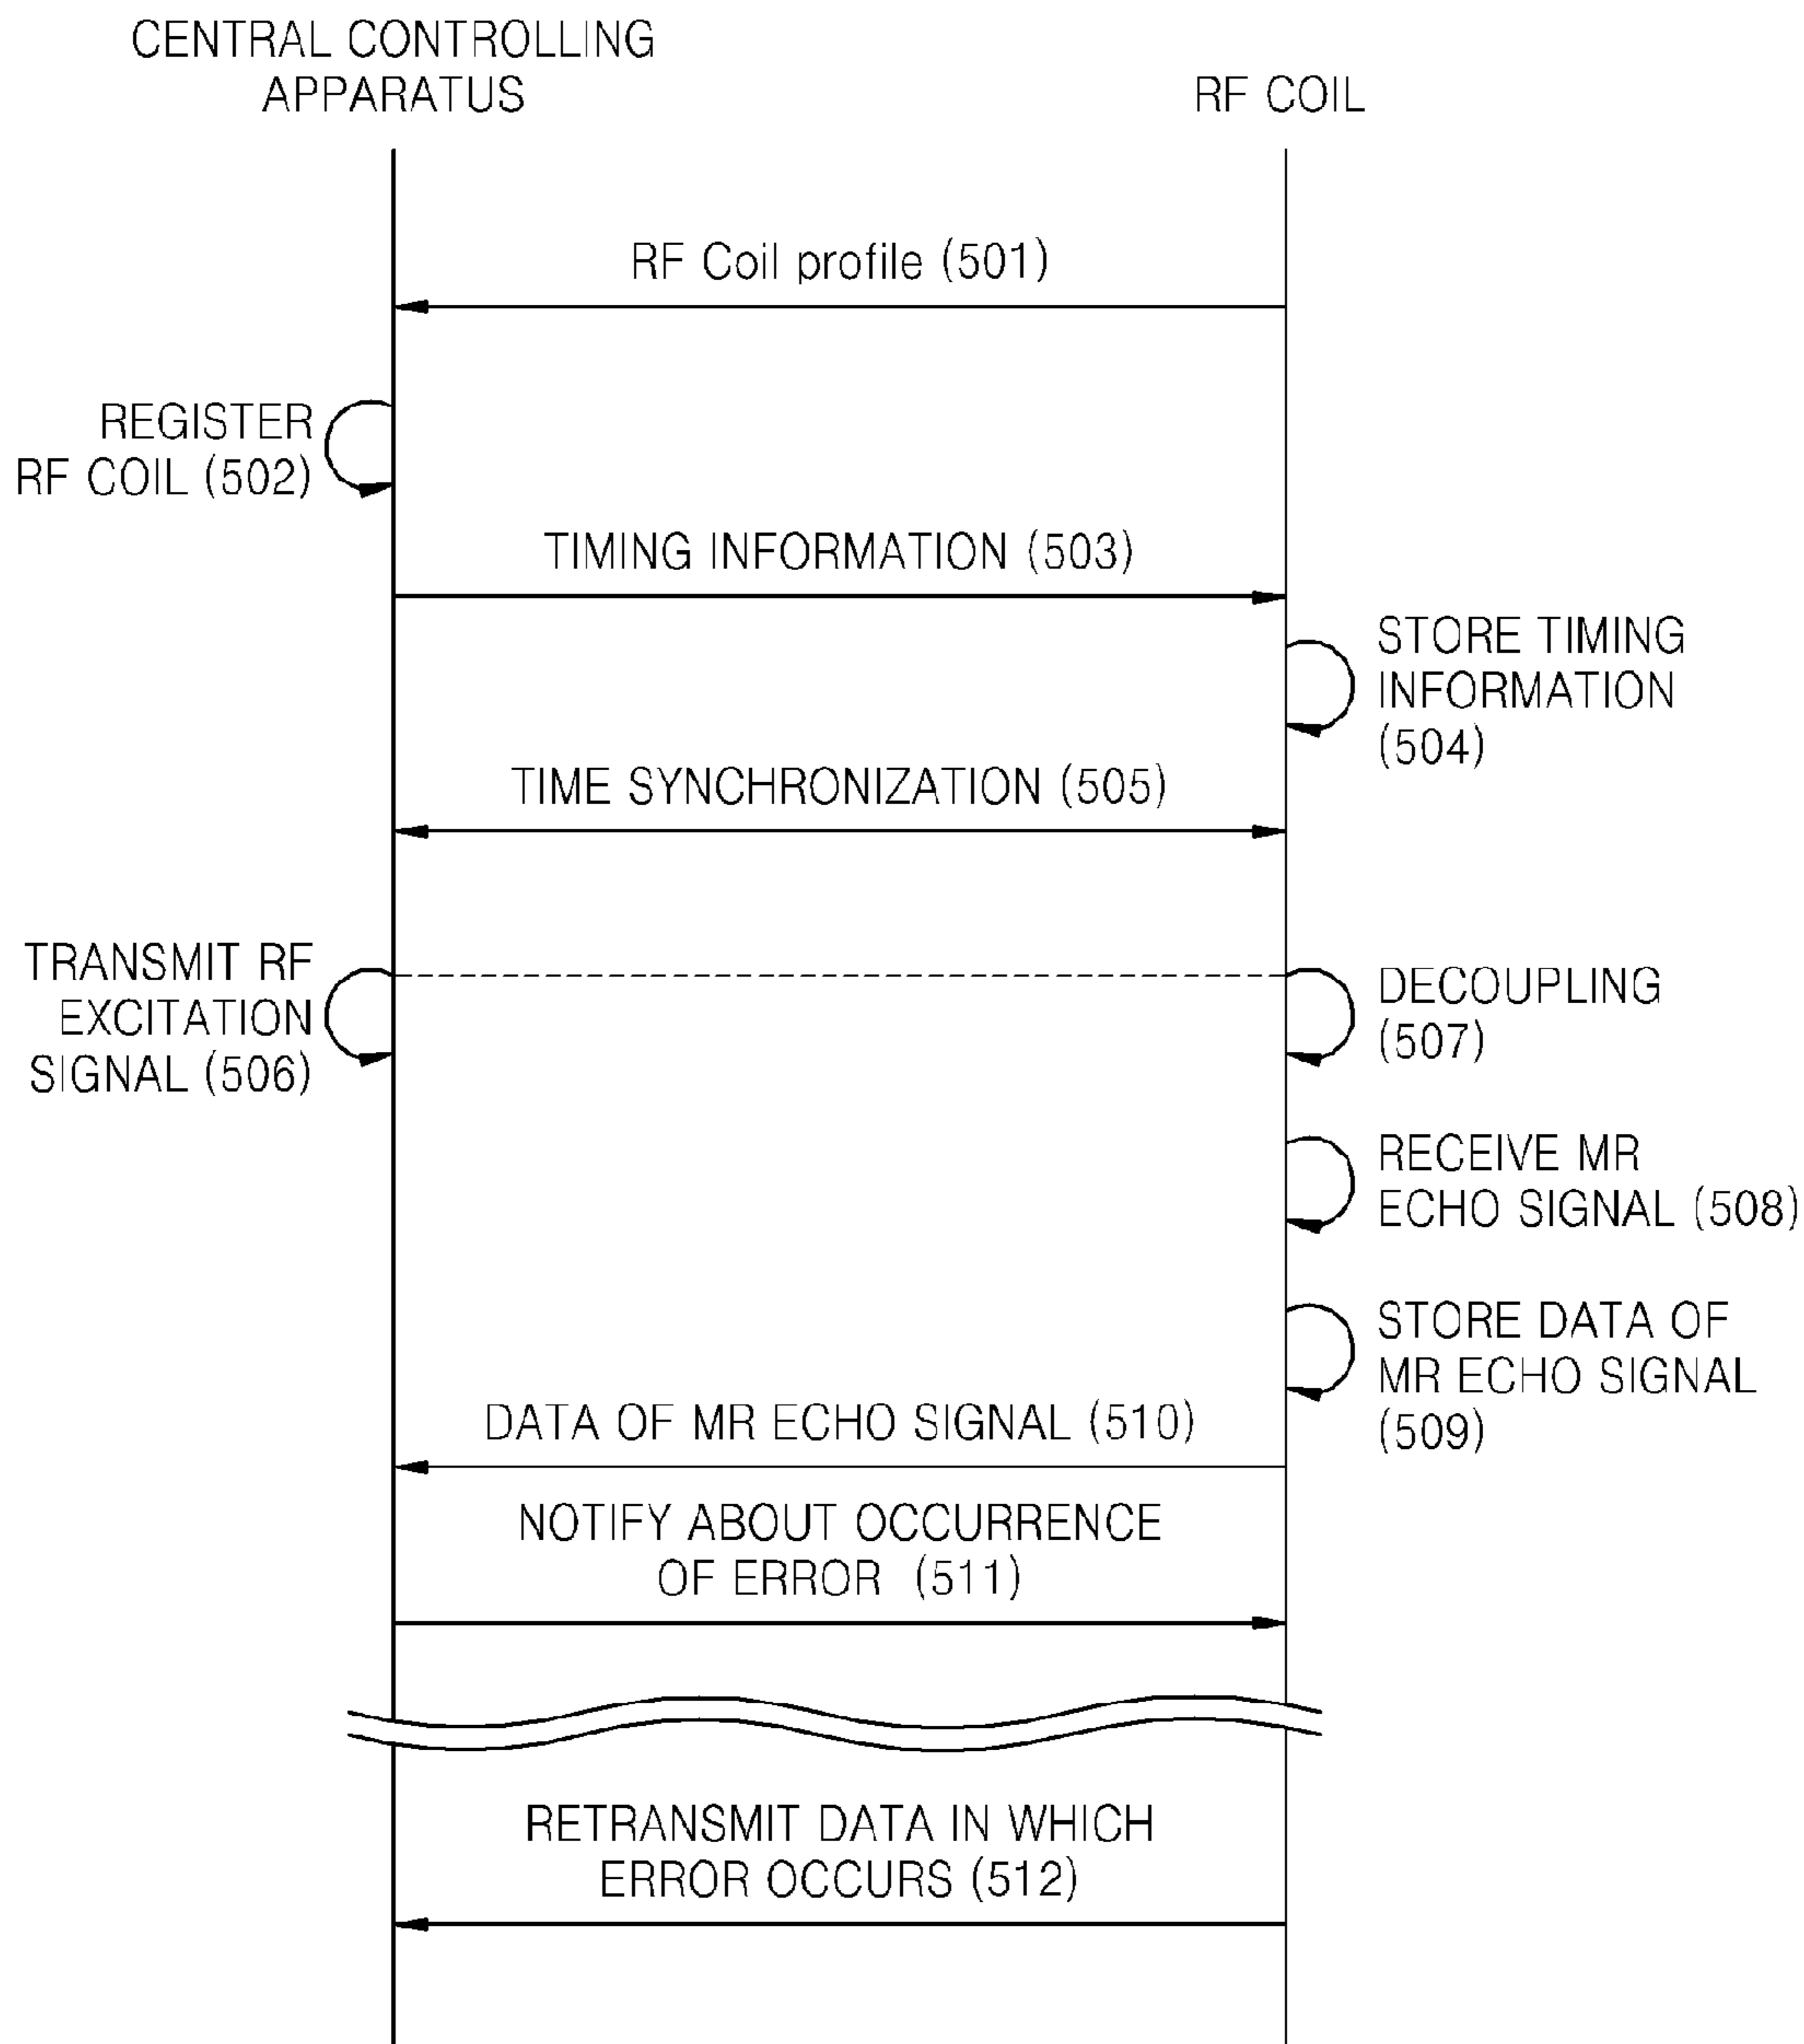 CENTRAL CONTROLLING
APPARATUS
RF COIL
RF Coil profile (501)
REGISTER
RF COIL (502)
TIMING INFORMATION (503)
STORE TIMING
INFORMATION
(504)
TIME SYNCHRONIZATION (505)
TRANSMIT RF
EXCITATION
SIGNAL (506)
DECOUPLING
(507)
RECEIVE MR
ECHO SIGNAL (508)
STORE DATA OF
MR ECHO SIGNAL
(509)
DATA OF MR ECHO SIGNAL (510)
NOTIFY ABOUT OCCURRENCE
OF ERROR (511)
RETRANSMIT DATA IN WHICH
ERROR OCCURS (512)